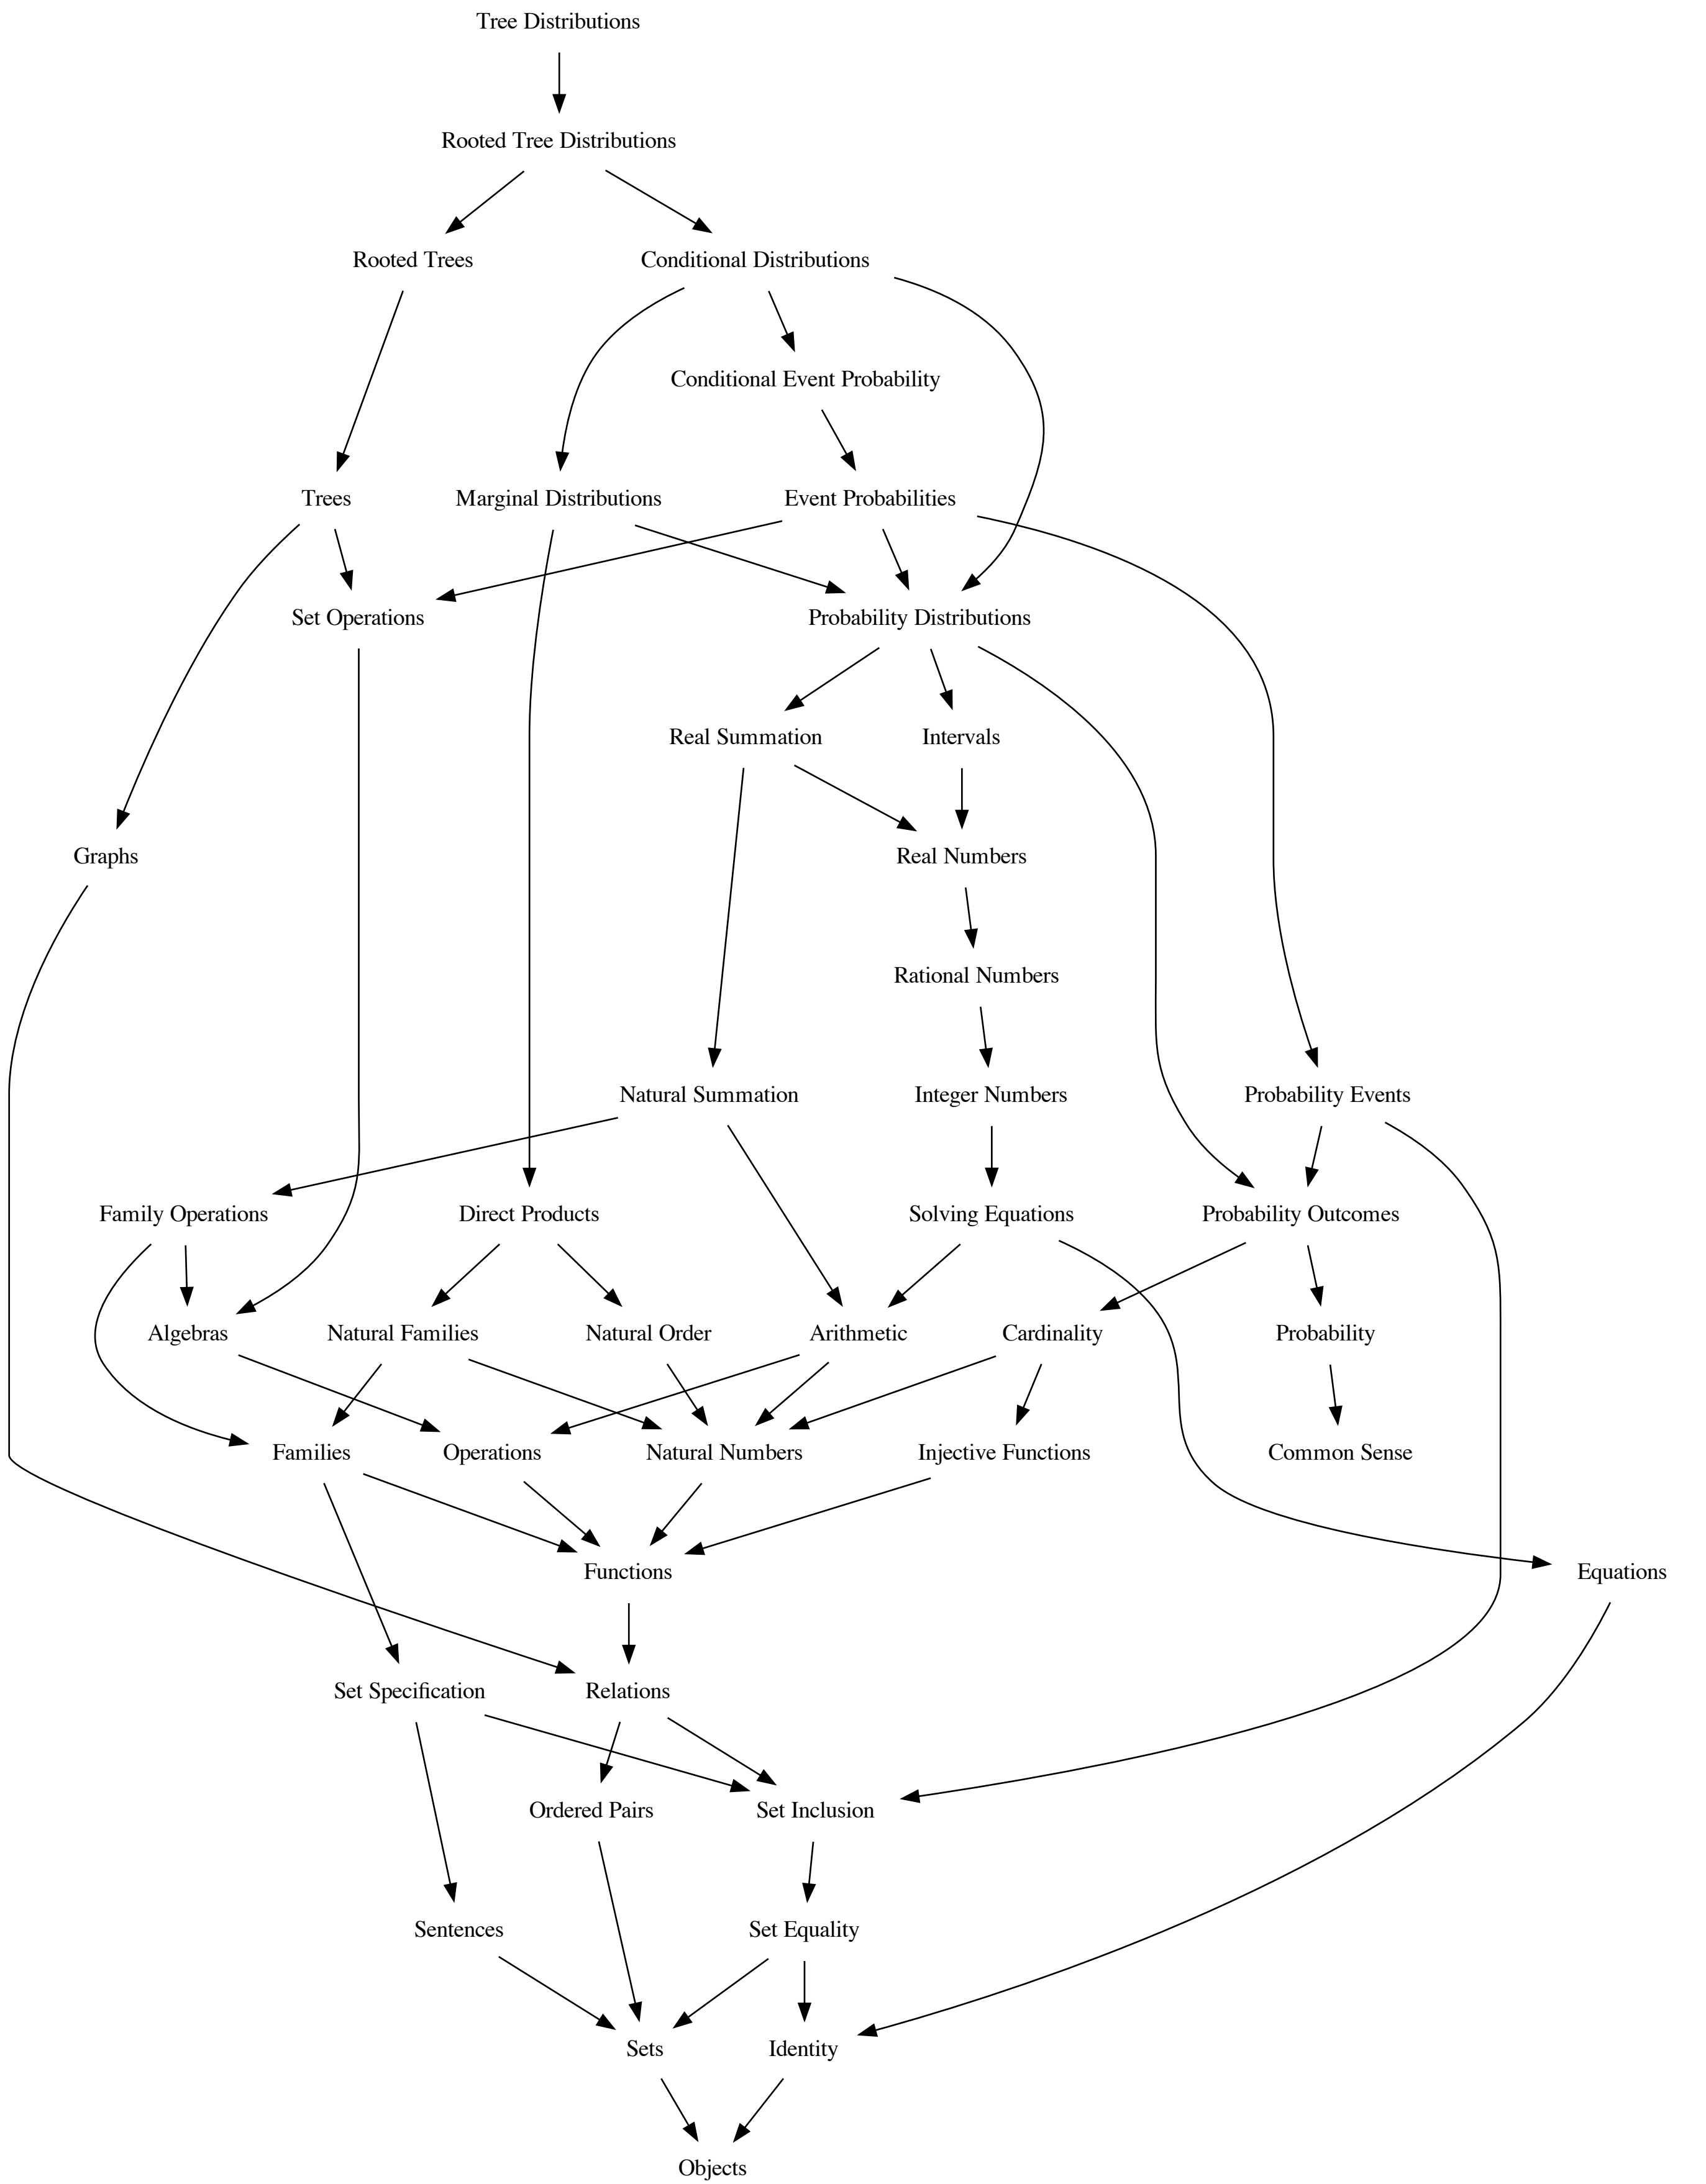 Tree Distributions
Rooted Tree Distributions
Rooted Trees
Conditional Distributions
Conditional Event Probability
Trees
Marginal Distributions
Event Probabilities
Set Operations
Probability Distributions
Real Summation
Intervals
Graphs
Real Numbers
Rational Numbers
Natural Summation
Integer Numbers
Probability Events
Family Operations
Direct Products
Solving Equations
Probability Outcomes
Algebras
Natural Families
Natural Order
Arithmetic
Cardinality
Probability
Families
Operations
Natural Numbers
Injective Functions
Common Sense
Functions
Equations
Set Specification
Relations
Ordered Pairs
Set Inclusion
Sentences
Set Equality
Sets
Identity
Objects